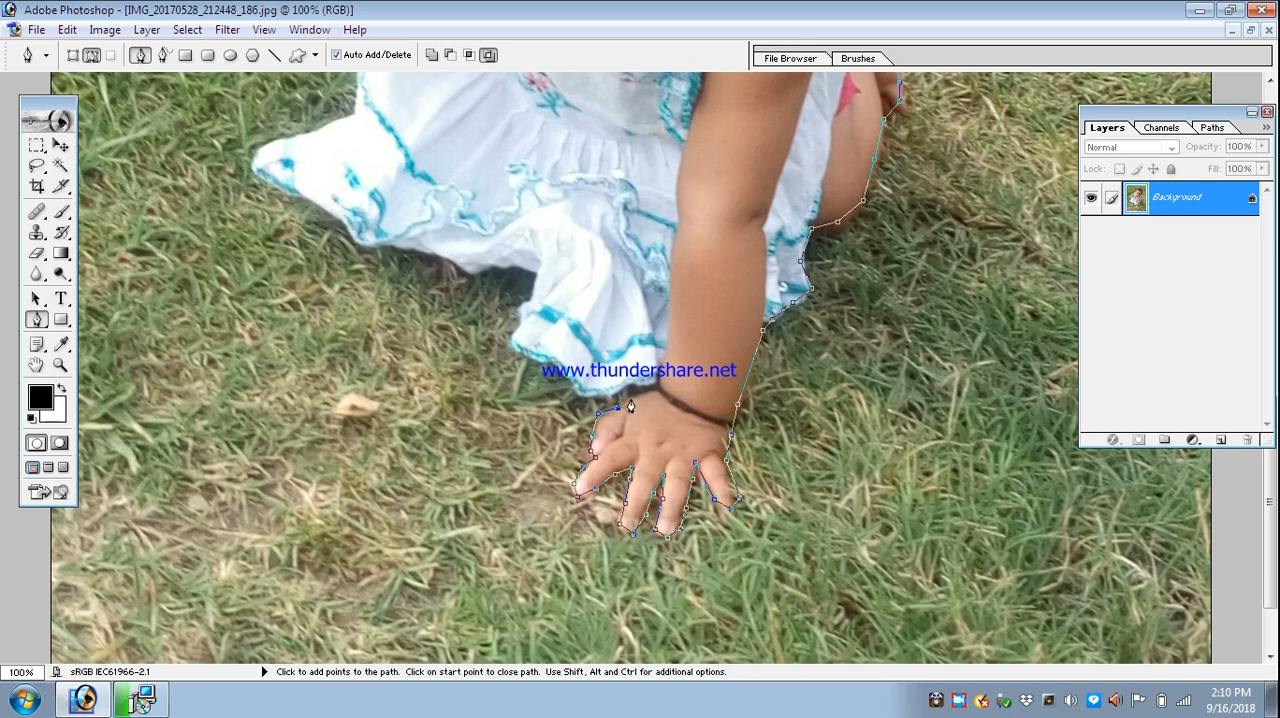 Adobe Photoshop - [IMG_20170528_212448_186.jpg @ 100% (RGB)]
File Edit Image Layer Select Filter View Window Help
Auto Add/Delete
File Browser Brushes
Layers Channels Paths
Normal Opacity: 100%
Lock: Fill: 100%
Background
www.thundershare.net
T
100% sRGB IEC61966-2.1 Click to add points to the path. Click on start point to close path. Use Shift, Alt and Ctrl for additional options.
2:10 PM
9/16/2018